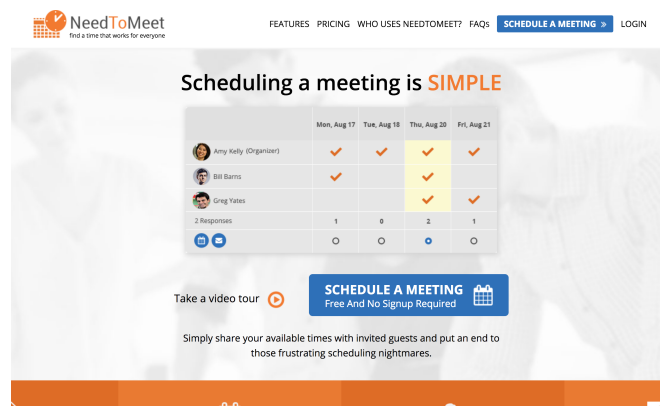 NeedToMeet
find a time that works for everyone
FEATURES PRICING WHO USES NEEDTOMEET? FAQs SCHEDULE A MEETING » LOGIN
Scheduling a meeting is SIMPLE
Mon, Aug 17 Tue, Aug 18 Thu, Aug 20 Fri, Aug 21
Amy Kelly (Organizer)
Bill Barns
Greg Yates
2 Responses 1 0 2 1
Take a video tour
SCHEDULE A MEETING
Free And No Signup Required
Simply share your available times with invited guests and put an end to
those frustrating scheduling nightmares.